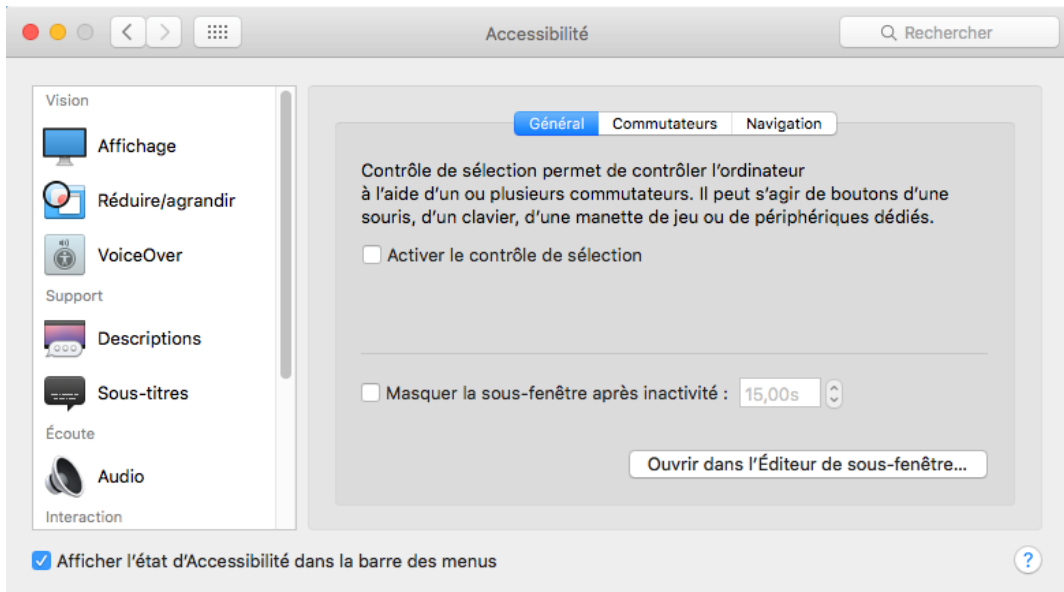 Accessibilité
Rechercher
Vision
Affichage
Réduire/agrandir
VoiceOver
Support
Descriptions
Sous-titres
Écoute
Audio
Interaction
Général Commutateurs Navigation
Contrôle de sélection permet de contrôler l’ordinateur
à l’aide d’un ou plusieurs commutateurs. Il peut s’agir de boutons d’une
souris, d’un clavier, d’une manette de jeu ou de périphériques dédiés.
Activer le contrôle de sélection
Masquer la sous-fenêtre après inactivité : 15,00s
Ouvrir dans l’Éditeur de sous-fenêtre...
Afficher l’état d’Accessibilité dans la barre des menus
?